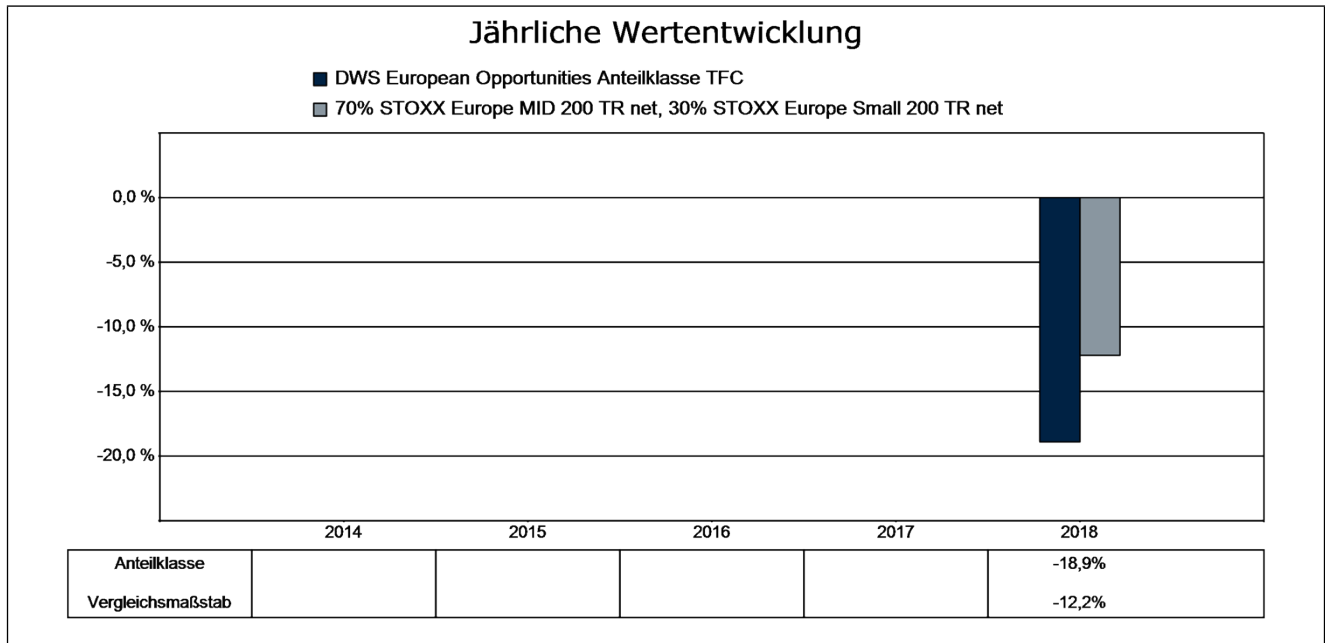 Jährliche Wertentwicklung
DWS European Opportunities Anteilklasse TFC
70% STOXX Europe MID 200 TR net, 30% STOXX Europe Small 200 TR net
0,0 %
-5,0 %
-10,0 %
-15,0 %
-20,0 %
2014 2015 2016 2017 2018
Anteilklasse -18,9%
Vergleichsmaßstab -12,2%